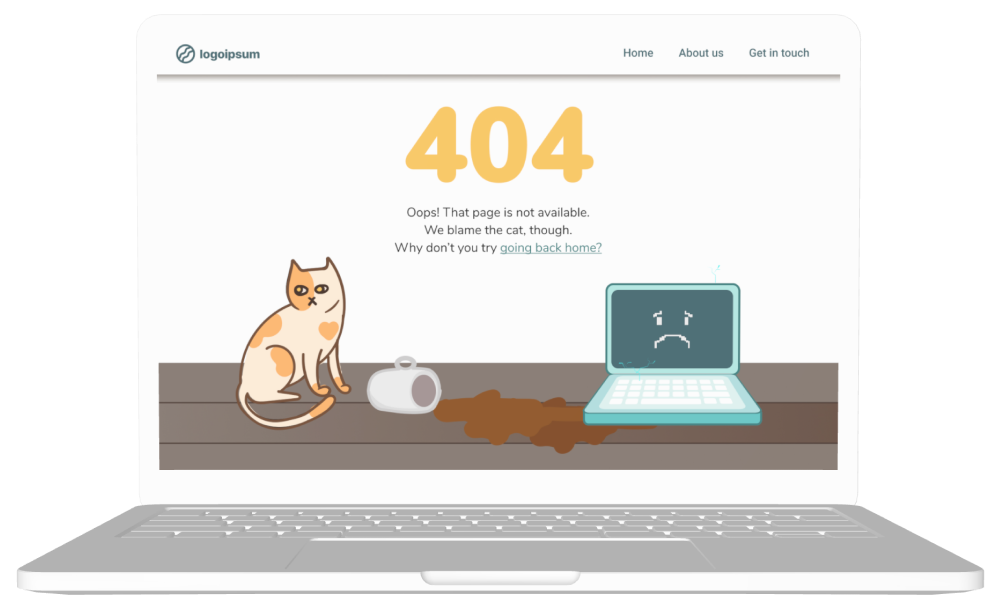 logoipsum
Home About us Get in touch
404
Oops! That page is not available.
We blame the cat, though.
Why don't you try going back home?